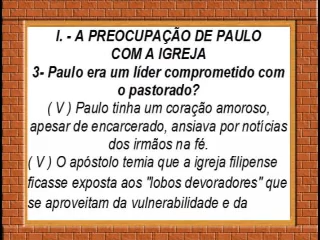 I. - A PREOCUPAÇÃO DE PAULO
COM A IGREJA
3- Paulo era um líder comprometido com
o pastorado?
( V ) Paulo tinha um coração amoroso,
apesar de encarcerado, ansiava por notícias
dos irmãos na fé.
( V ) O apóstolo temia que a igreja filipense
ficasse exposta aos "lobos devoradores" que
se aproveitam da vulnerabilidade e da